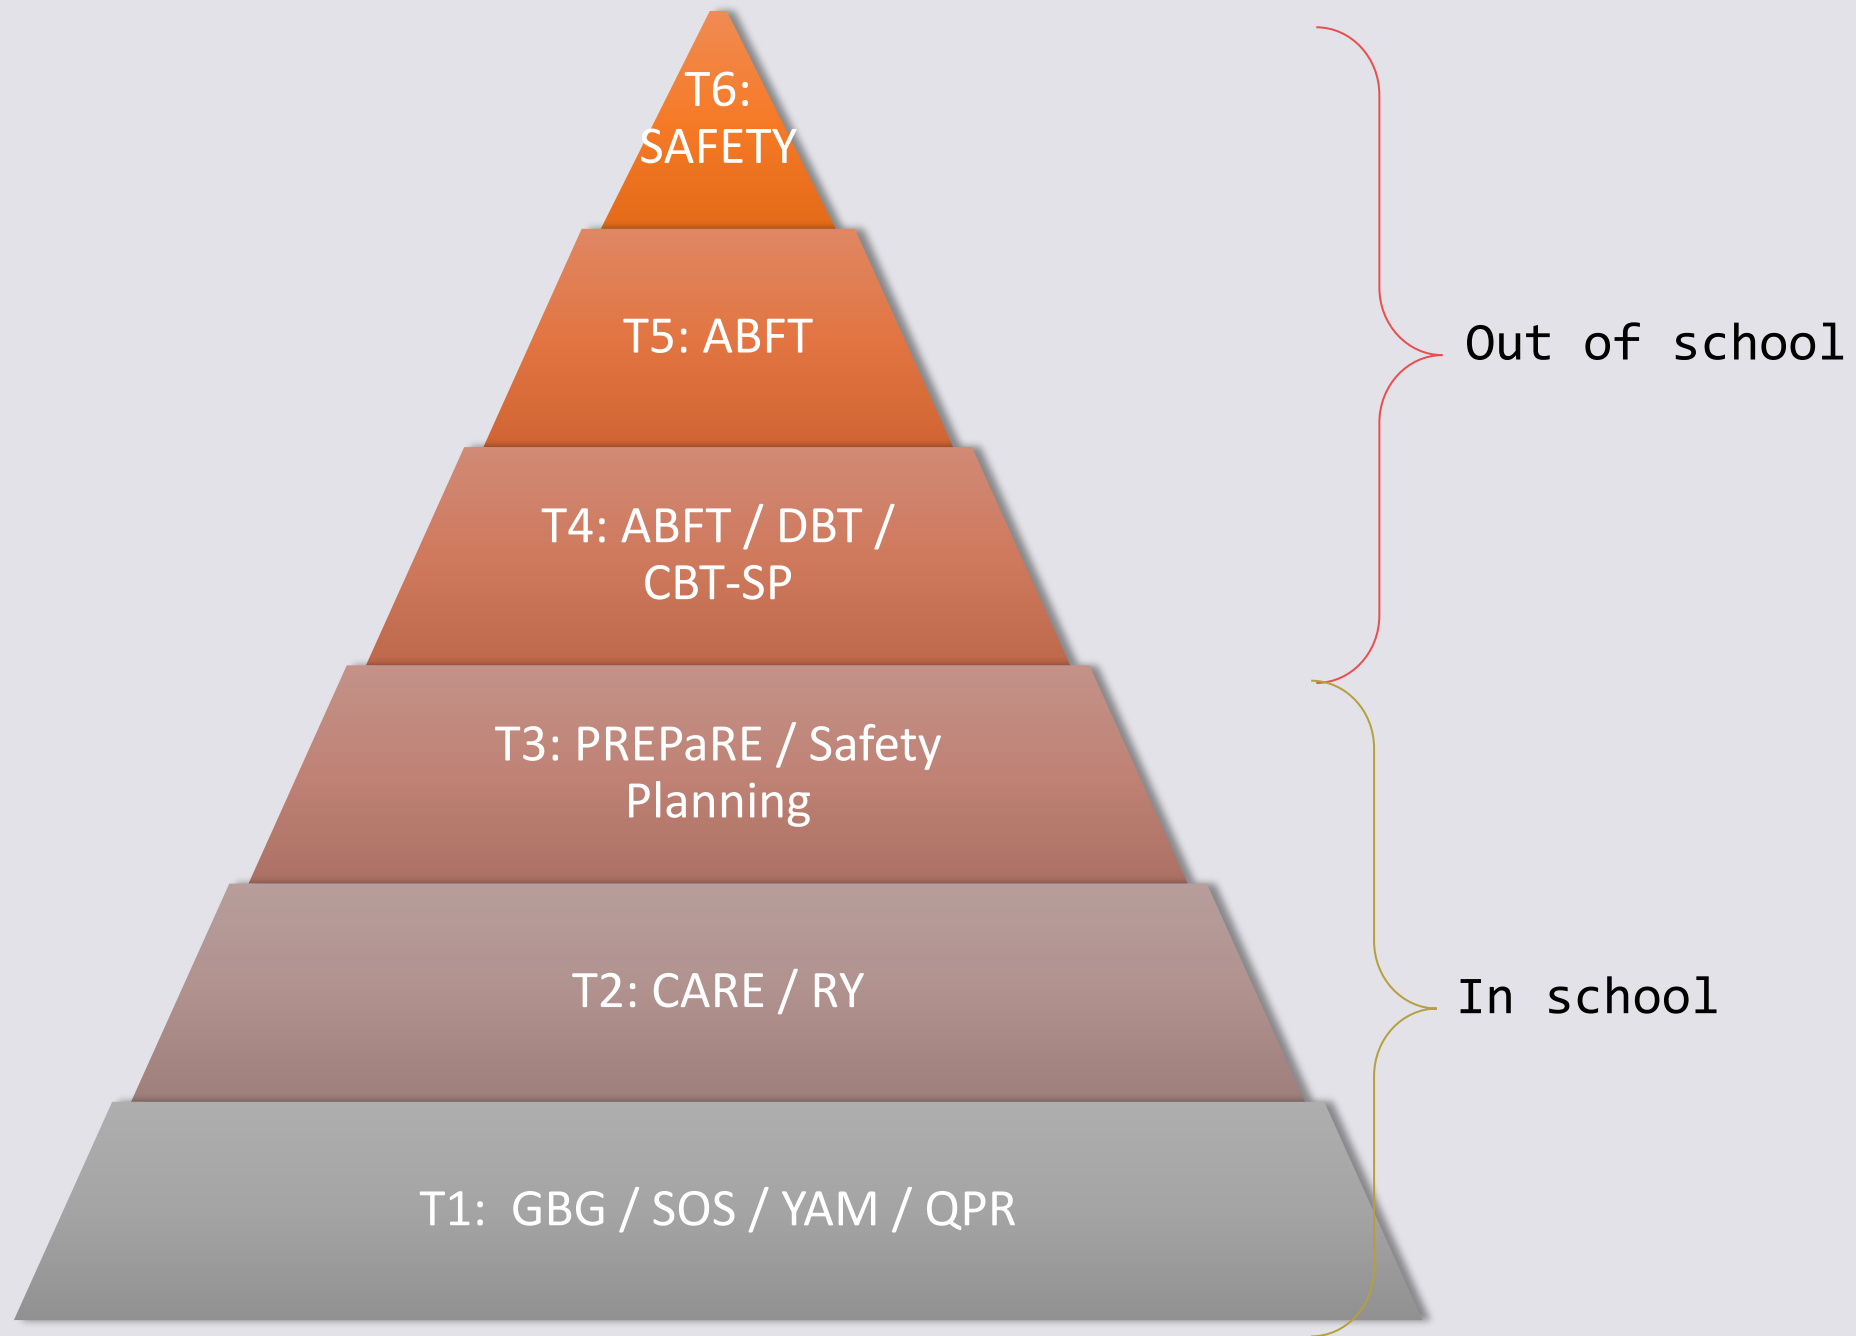 T6:
SAFETY
T5: ABFT
T4: ABFT / DBT /
CBT-SP
T3: PREPaRE / Safety
Planning
T2: CARE / RY
T1:  GBG / SOS / YAM / QPR
Out of school
In school